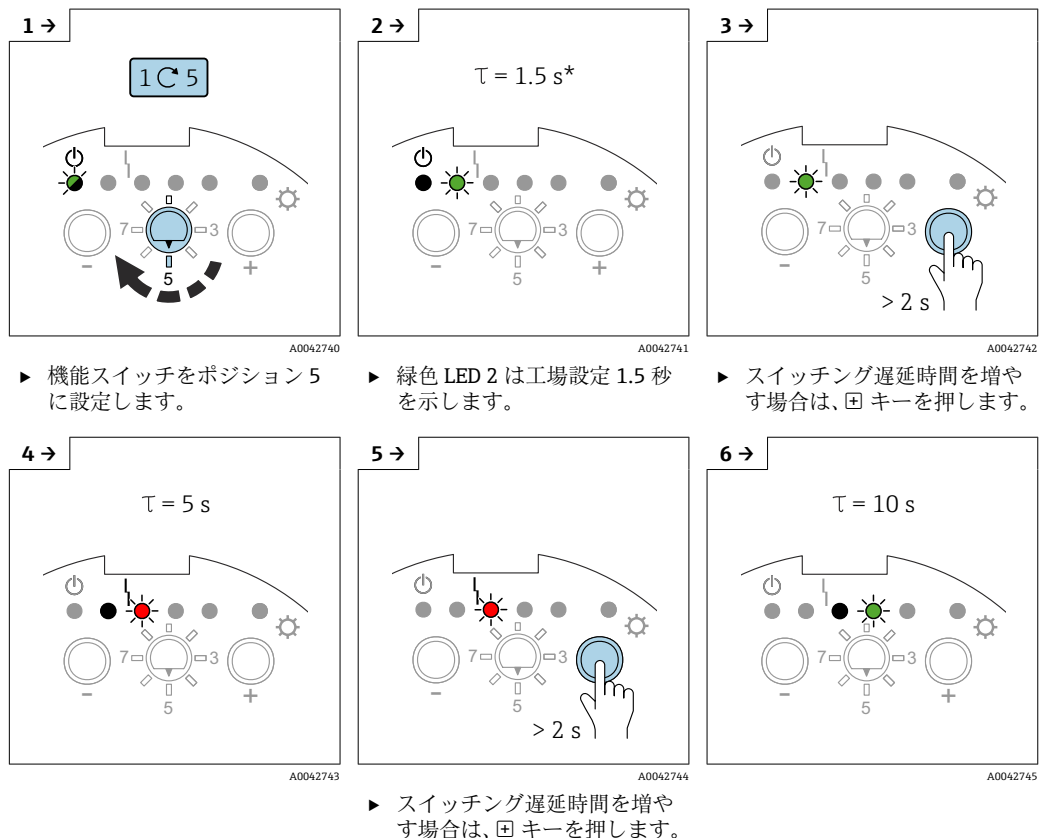 1 →
1 5
7
3
5
-
+
A0042740
▶ 機能スイッチをポジション 5
に設定します。
2 →
τ = 1.5 s*
7
3
5
-
+
A0042741
▶ 緑色 LED 2 は工場設定 1.5 秒
を示します。
3 →
7
3
5
-
> 2 s
A0042742
▶ スイッチング遅延時間を増や
す場合は、⊞ キーを押します。
4 →
τ = 5 s
7
3
5
-
+
A0042743
5 →
7
3
5
-
> 2 s
A0042744
▶ スイッチング遅延時間を増や
す場合は、⊞ キーを押します。
6 →
τ = 10 s
7
3
5
-
+
A0042745